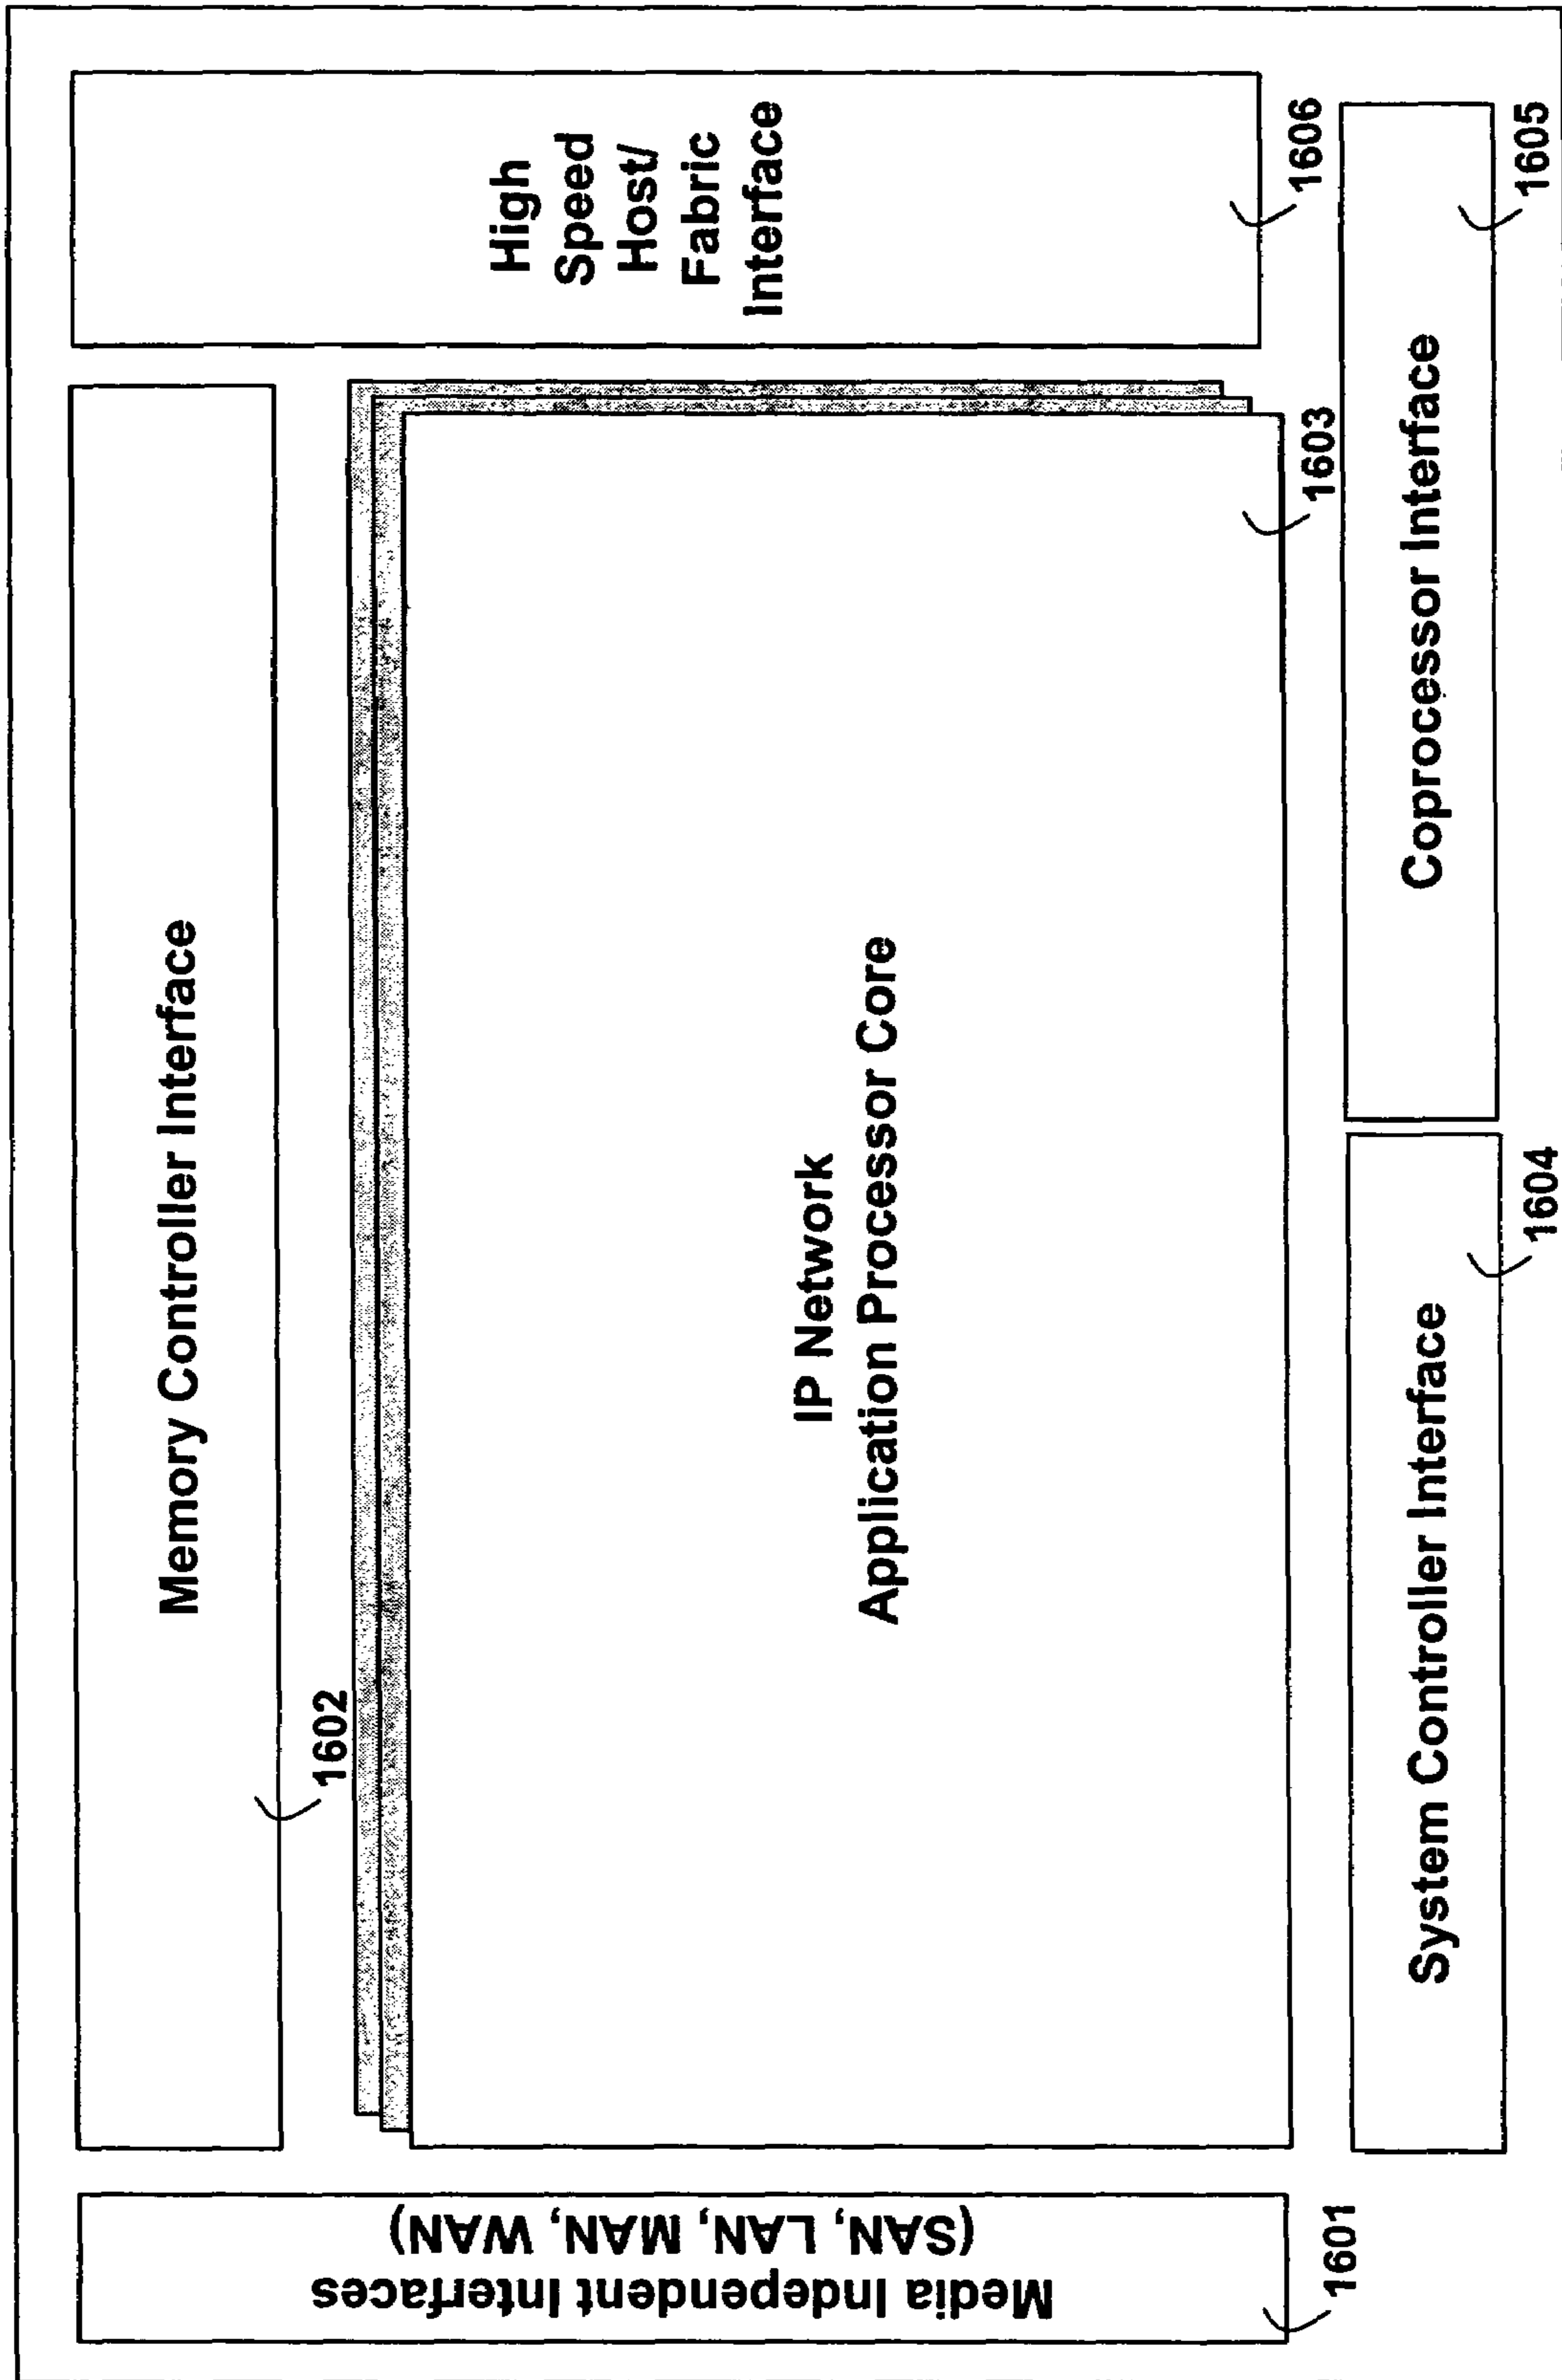 Memory Controller Interface
1602
Media Independent Interfaces
(SAN, LAN, MAN, WAN)
1601
IP Network
Application Processor Core
1603
High
Speed
Host/
Fabric
Interface
1606
System Controller Interface
1604
Coprocessor Interface
1605